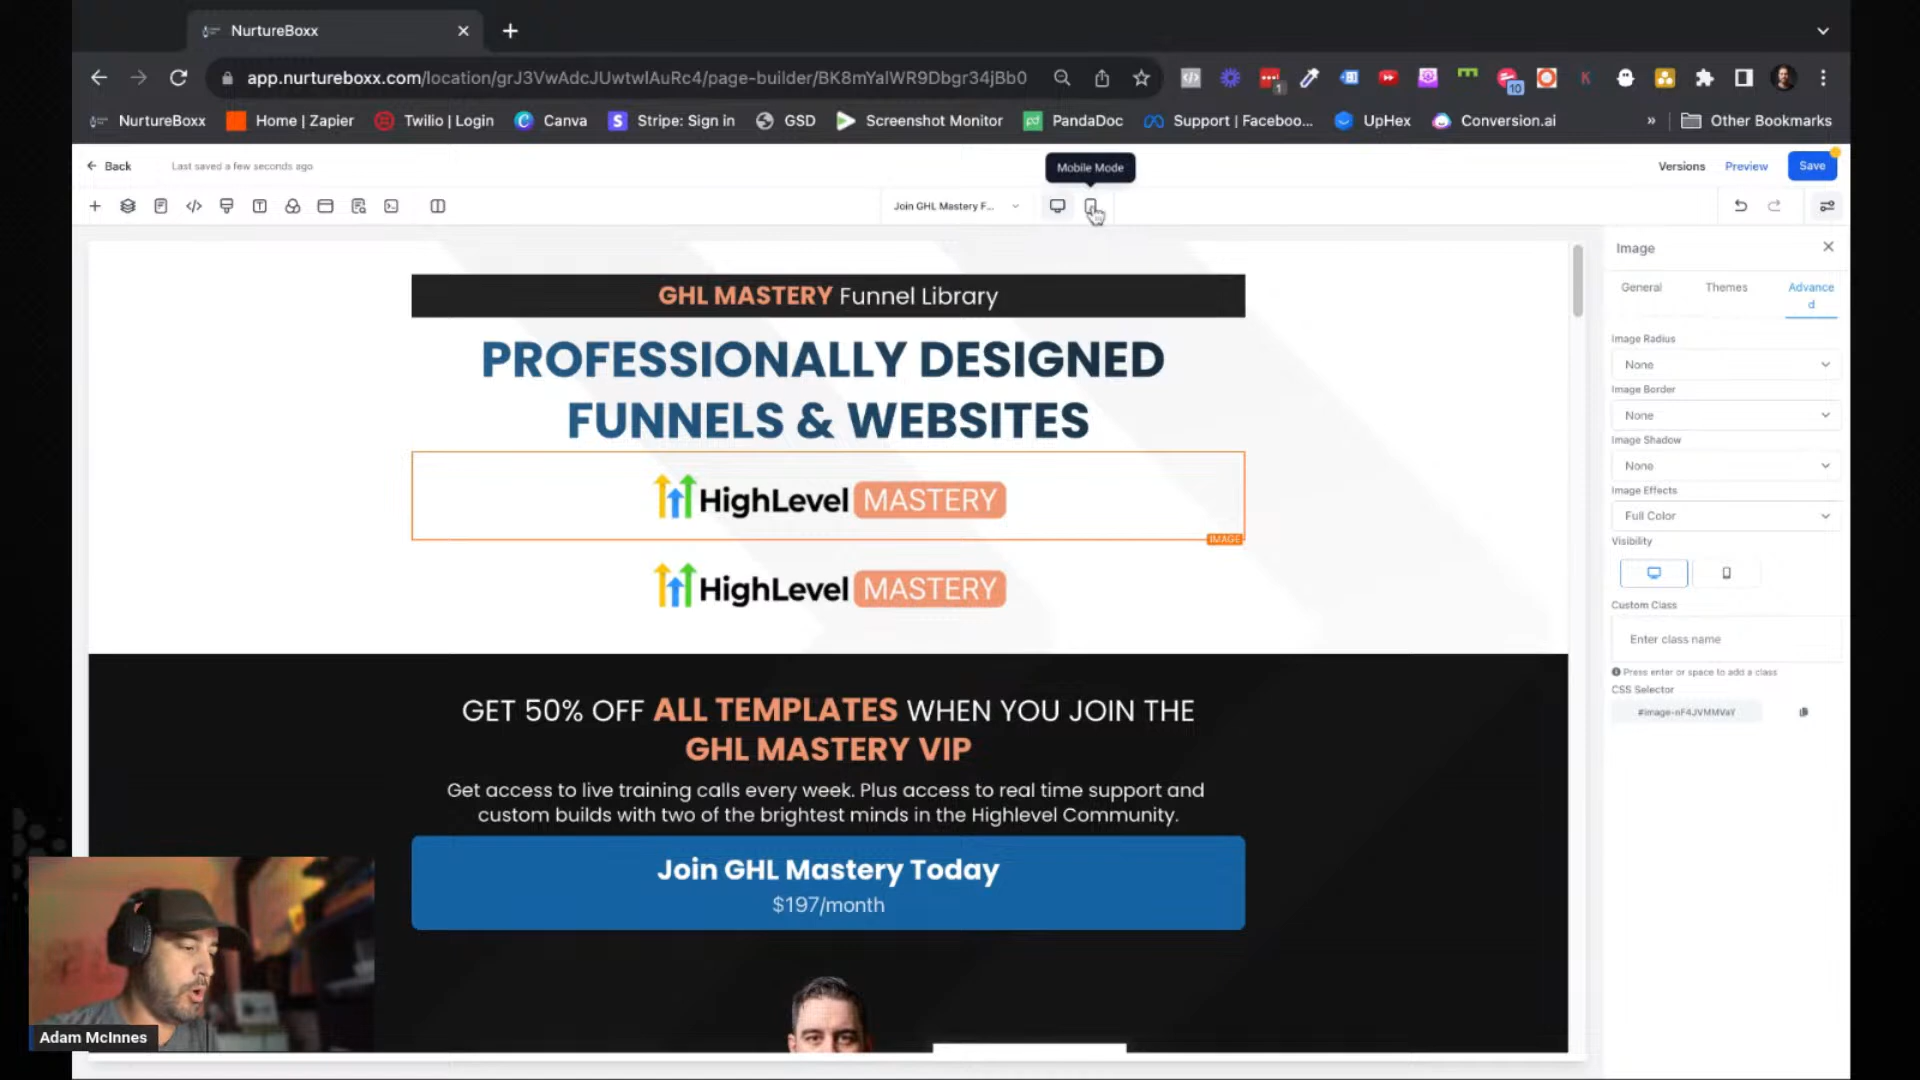 NurtureBoxx
app.nurtureboxx.com/location/grJ3VwAdcJUwtwIAuRc4/page-builder/BK8mYaIWR9Dbgr34jBb0
1
10
NurtureBoxx
Home | Zapier
Twilio | Login
Canva
Stripe: Sign in
GSD
Screenshot Monitor
PandaDoc
Support | Faceboo...
UpHex
Conversion.ai
»
Other Bookmarks
Back
Last saved a few seconds ago
Mobile Mode
Versions
Preview
Save
Join GHL Mastery F...
Image
General
Themes
Advance
d
GHL MASTERY Funnel Library
PROFESSIONALLY DESIGNED
FUNNELS & WEBSITES
HighLevel MASTERY
IMAGE
HighLevel MASTERY
GET 50% OFF ALL TEMPLATES WHEN YOU JOIN THE
GHL MASTERY VIP
Get access to live training calls every week. Plus access to real time support and
custom builds with two of the brightest minds in the Highlevel Community.
Join GHL Mastery Today
$197/month
Image Radius
None
Image Border
None
Image Shadow
None
Image Effects
Full Color
Visibility
Custom Class
Enter class name
Press enter or space to add a class
CSS Selector
#image-nF4JVMMVaY
Adam McInnes